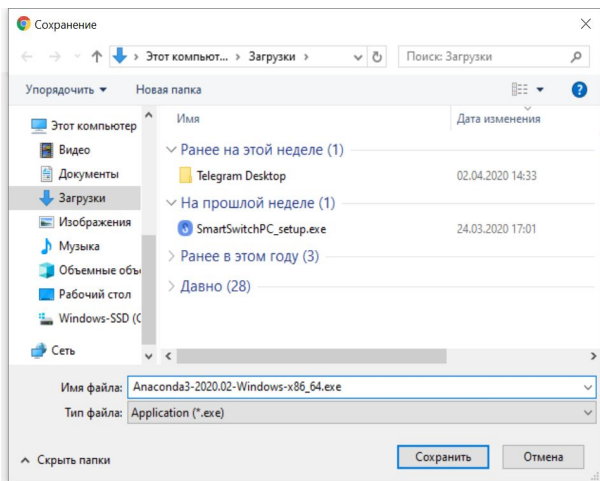 Сохранение
Этот компьют... › Загрузки ›
Поиск: Загрузки
Упорядочить
Новая папка
Этот компьютер
Видео
Документы
Загрузки
Изображения
Музыка
Объемные объ
Рабочий стол
Windows-SSD (C
Сеть
Имя
Дата изменения
Ранее на этой неделе (1)
Telegram Desktop
02.04.2020 14:33
На прошлой неделе (1)
SmartSwitchPC_setup.exe
24.03.2020 17:01
Ранее в этом году (3)
Давно (28)
Имя файла: Anaconda3-2020.02-Windows-x86_64.exe
Тип файла: Application (*.exe)
Скрыть папки
Сохранить
Отмена